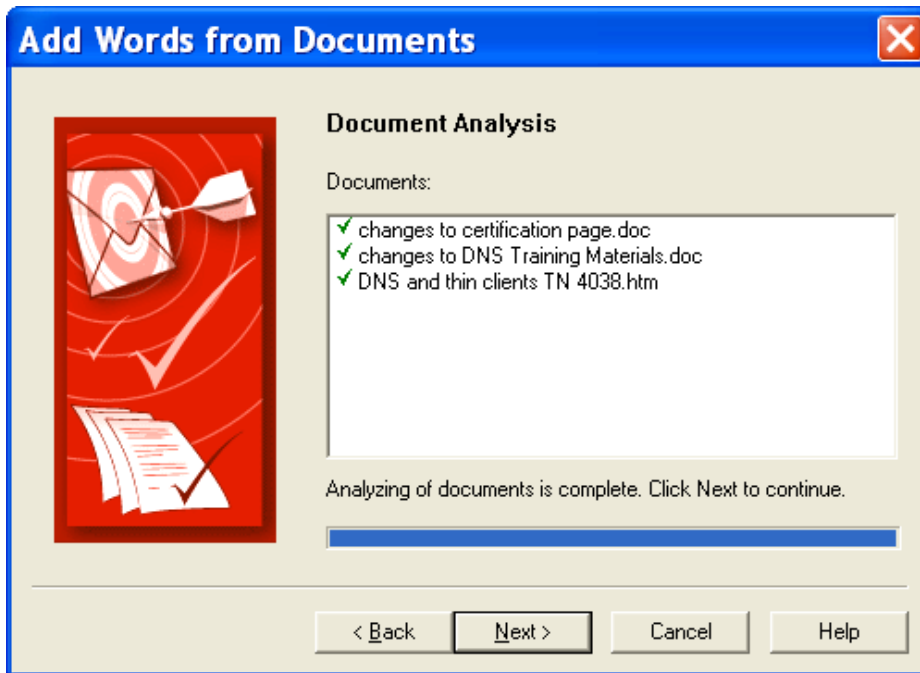 Add Words from Documents
Document Analysis
Documents:
changes to certification page.doc
changes to DNS Training Materials.doc
DNS and thin clients TN 4038.htm
Analyzing of documents is complete. Click Next to continue.
< Back Next > Cancel Help